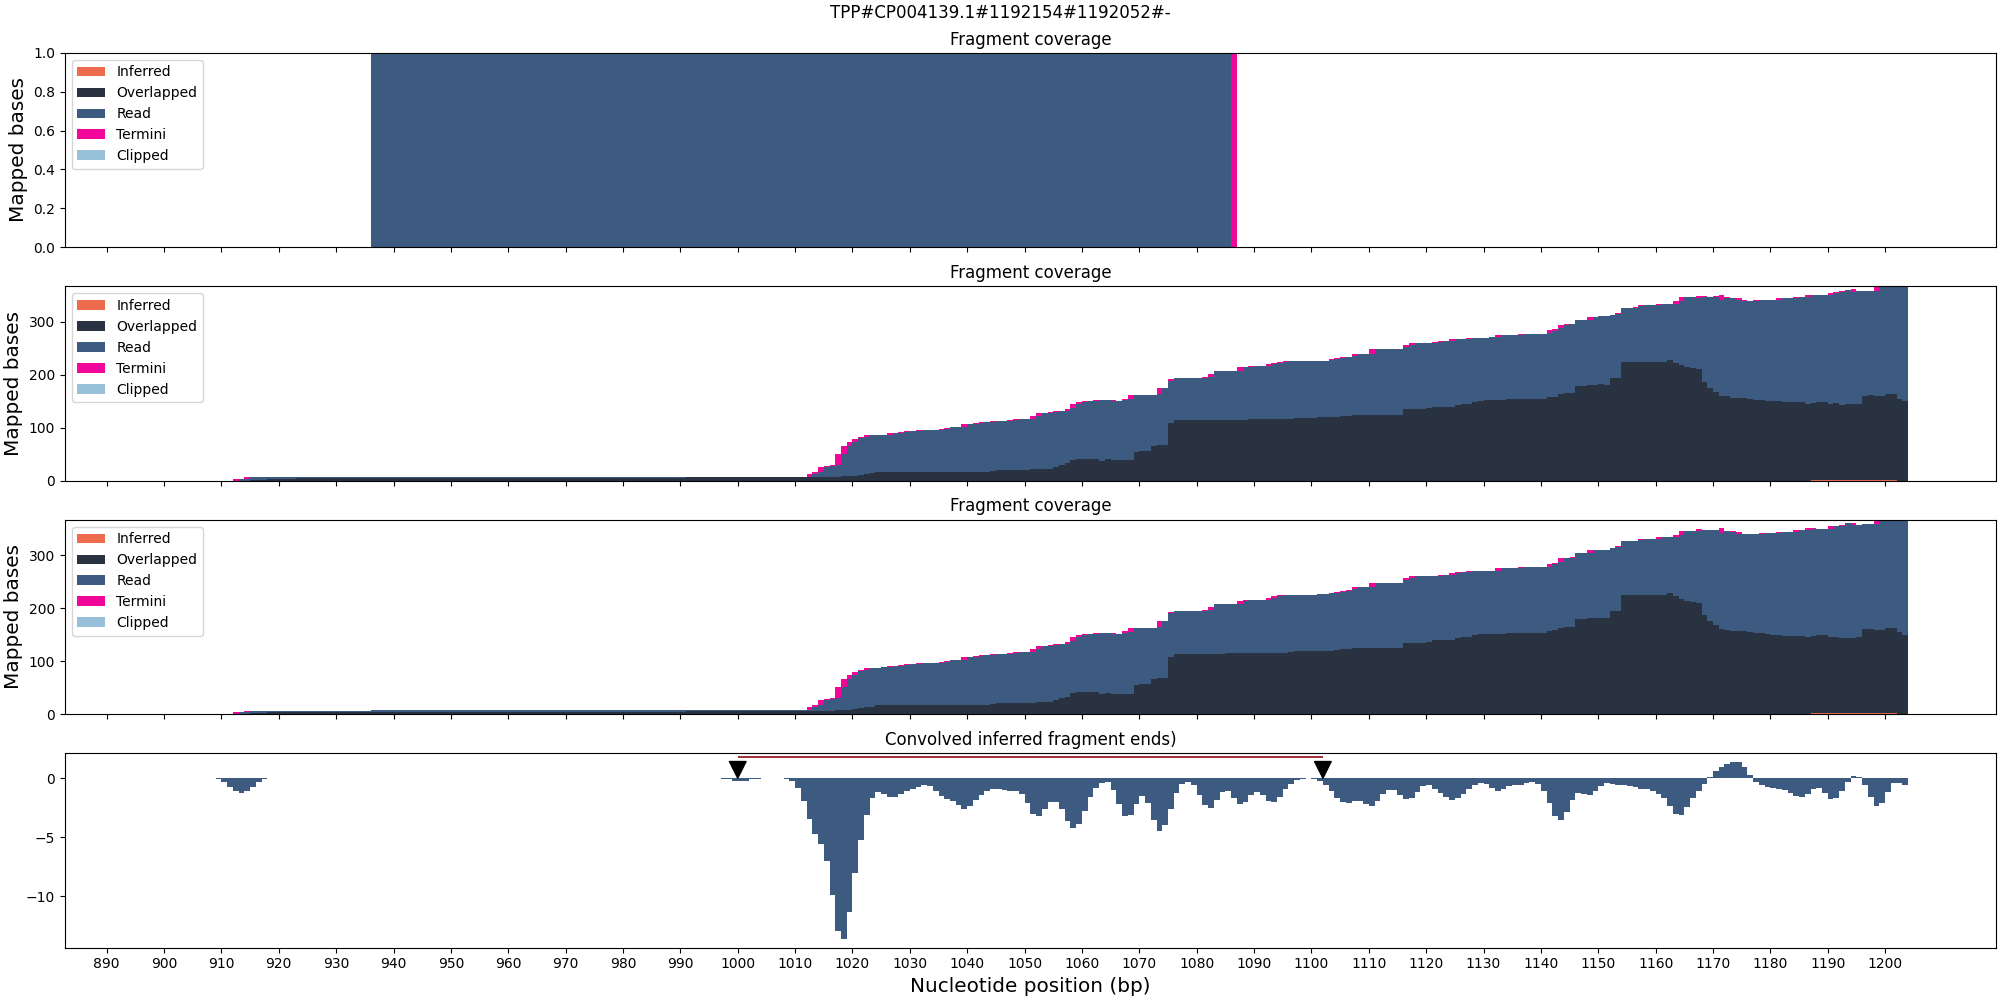 TPP#CP004139.1#1192154#1192052#-
Fragment coverage
Mapped bases
1.0
0.8
0.6
0.4
0.2
0.0
Inferred
Overlapped
Read
Termini
Clipped
Fragment coverage
Mapped bases
300
200
100
0
Inferred
Overlapped
Read
Termini
Clipped
Fragment coverage
Mapped bases
300
200
100
0
Inferred
Overlapped
Read
Termini
Clipped
Convolved inferred fragment ends)
0
−5
−10
890 900 910 920 930 940 950 960 970 980 990 1000 1010 1020 1030 1040 1050 1060 1070 1080 1090 1100 1110 1120 1130 1140 1150 1160 1170 1180 1190 1200
Nucleotide position (bp)